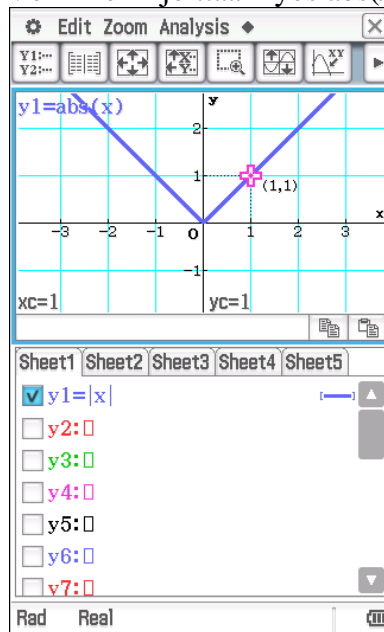 Edit Zoom Analysis
Y1:···
Y2:···
XY
y1=abs(x)
y
2
1
(1,1)
x
-3 -2 -1 0 1 2 3
-1
xc=1 yc=1
Sheet1 Sheet2 Sheet3 Sheet4 Sheet5
y1=|x|
y2:▯
y3:▯
y4:▯
y5:▯
y6:▯
y7:▯
Rad Real